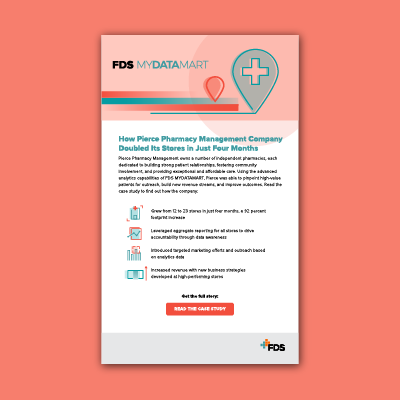 FDS MYDATAMART
How Pierce Pharmacy Management Company
Doubled Its Stores in Just Four Months
Pierce Pharmacy Management owns a number of independent pharmacies, each
dedicated to building strong patient relationships, fostering community
involvement, and providing exceptional and affordable care. Using the advanced
analytics capabilities of FDS MYDATAMART, Pierce was able to pinpoint high-value
patients for outreach, build new revenue streams, and improve outcomes. Read the
case study to find out how the company:
Grew from 12 to 23 stores in just four months, a 92 percent
footprint increase
Leveraged aggregate reporting for all stores to drive
accountability through data awareness
Introduced targeted marketing efforts and outreach based
on analytics data
Increased revenue with new business strategies
developed at high-performing stores
Get the full story:
READ THE CASE STUDY
FDS